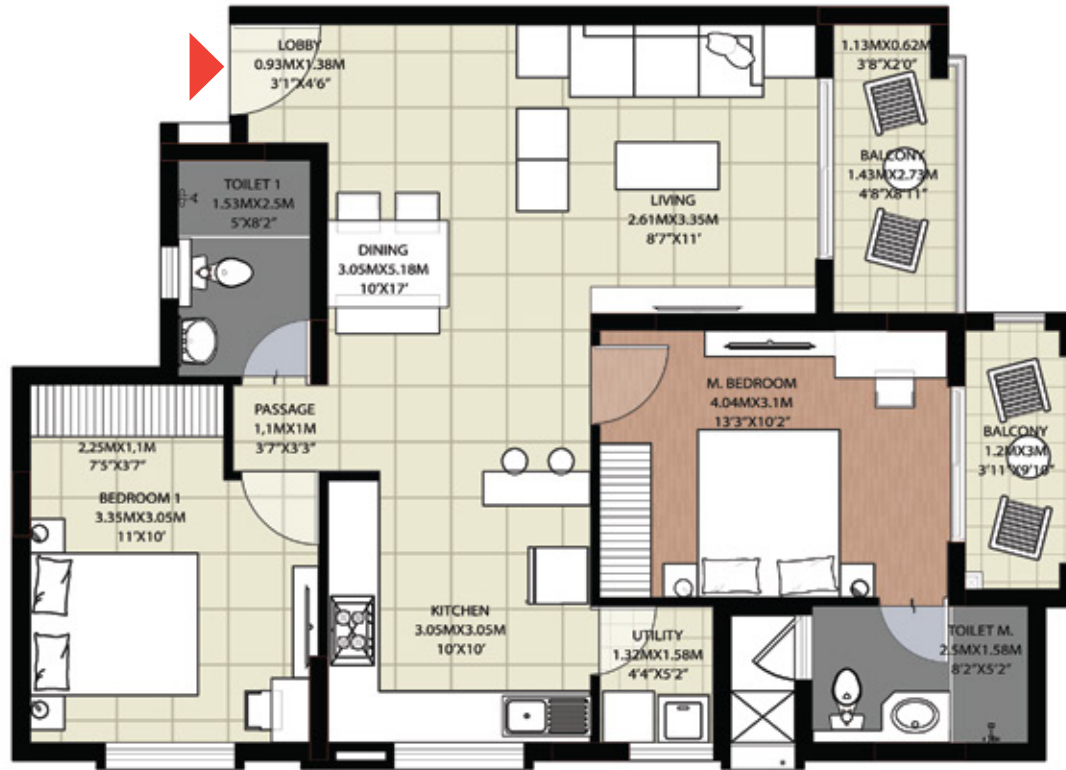 LOBBY
0.93MX1.38M
3'1"X4'6"
1.13MX0.62M
3'8"X2'0"
BALCONY
1.43MX2.73M
4'8"X8'11"
TOILET 1
1.53MX2.5M
5'X8'2"
LIVING
2.61MX3.35M
8'7"X11'
DINING
3.05MX5.18M
10'X17'
M. BEDROOM
4.04MX3.1M
13'3"X10'2"
PASSAGE
1,1MX1M
3'7"X3'3"
BALCONY
1.2MX3M
3'11"X9'10"
2,25MX1,1M
7'5"X3'7"
BEDROOM 1
3.35MX3.05M
11'X10'
KITCHEN
3.05MX3.05M
10'X10'
UTILITY
1.32MX1.58M
4'4"X5'2"
TOILET M.
2.5MX1.58M
8'2"X5'2"